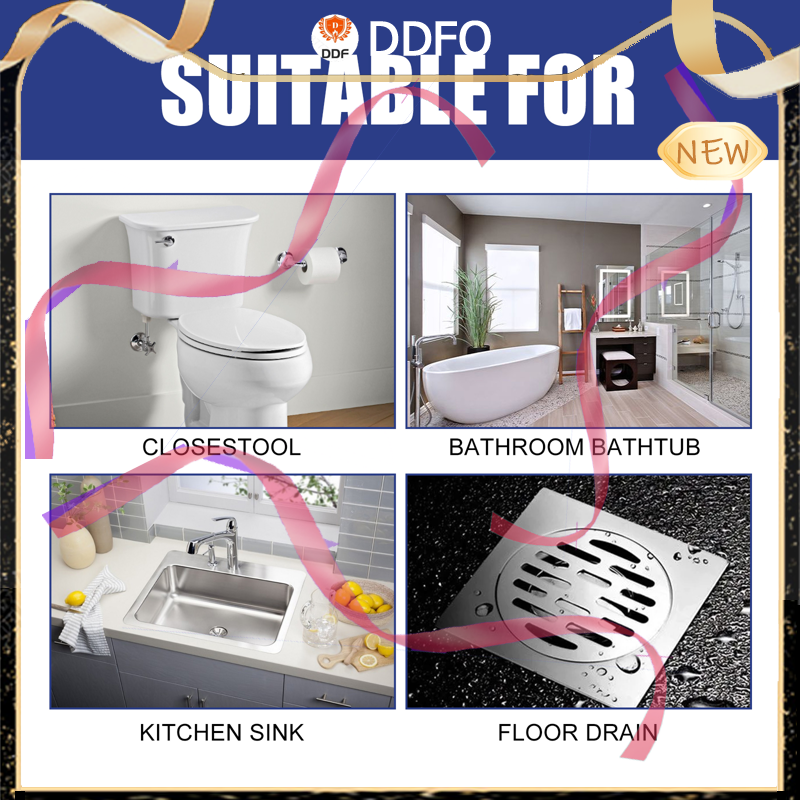 DDF
DDFO
SUITABLE FOR
NEW
CLOSESTOOL
BATHROOM BATHTUB
KITCHEN SINK
FLOOR DRAIN